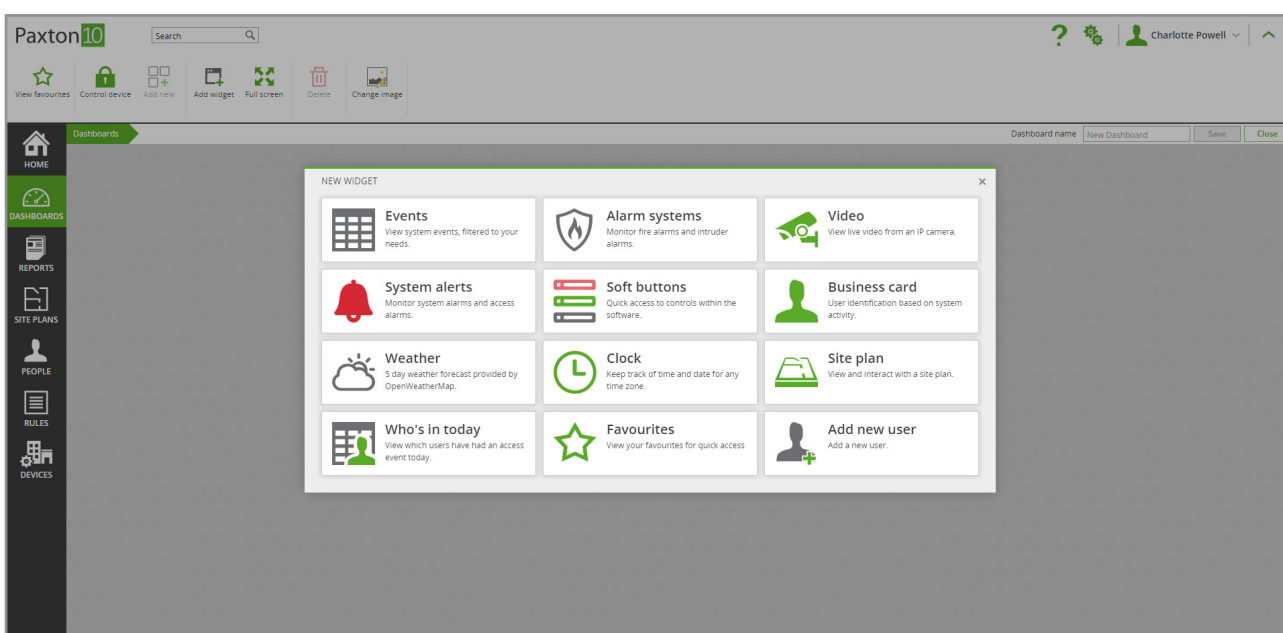 Paxton10
Search
Charlotte Powell
View favourites
Control device
Add new
Add widget
Full screen
Delete
Change image
Dashboards
Dashboard name
New Dashboard
Save
Close
HOME
DASHBOARDS
REPORTS
SITE PLANS
PEOPLE
RULES
DEVICES
NEW WIDGET
Events
View system events, filtered to your
needs.
Alarm systems
Monitor fire alarms and intruder
alarms.
Video
View live video from an IP camera.
System alerts
Monitor system alarms and access
alarms.
Soft buttons
Quick access to controls within the
software.
Business card
User identification based on system
activity.
Weather
5 day weather forecast provided by
OpenWeatherMap.
Clock
Keep track of time and date for any
time zone.
Site plan
View and interact with a site plan.
Who's in today
View which users have had an access
event today.
Favourites
View your favourites for quick access
Add new user
Add a new user.